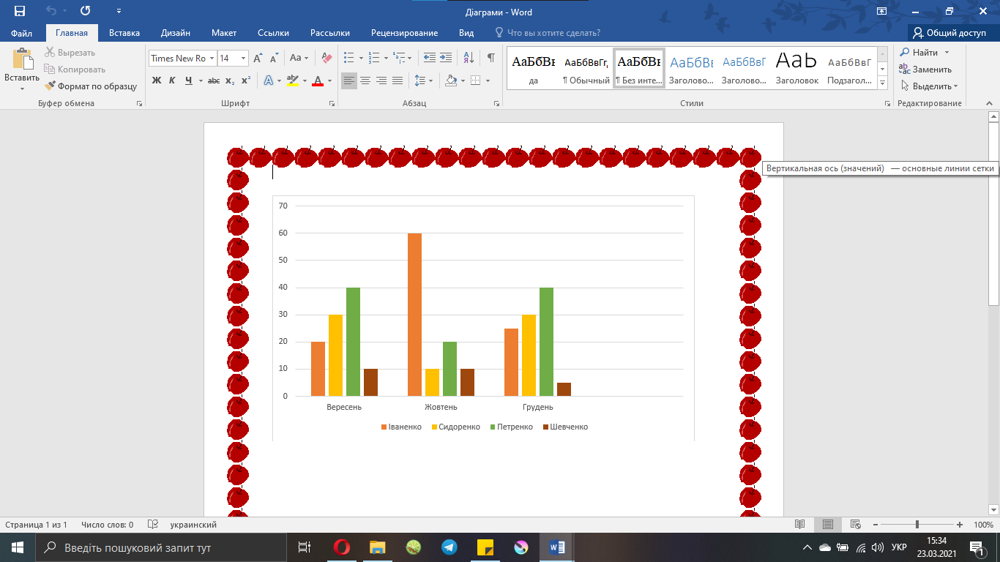 Діаграми - Word
Файл Главная Вставка Дизайн Макет Ссылки Рассылки Рецензирование Вид Что вы хотите сделать? Общий доступ
Вставить
Вырезать
Копировать
Формат по образцу
Буфер обмена
Times New Ro 14
Aa
Ж К Ч abc x₂ x²
Шрифт
Абзац
АаБбВı АаБбВвГг, АаБбВı АаБбВı АаБбВвГ АаЬ АаБбВвГ
да ¶ Обычный ¶ Без инте... Заголово... Заголово... Заголовок Подзагол...
Стили
Найти
Заменить
Выделить
Редактирование
Вертикальная ось (значений) — основные линии сетки
70
60
50
40
30
20
10
0
Вересень Жовтень Грудень
Іваненко Сидоренко Петренко Шевченко
Страница 1 из 1 Число слов: 0 украинский 100%
Введіть пошуковий запит тут
УКР
15:34
23.03.2021
1